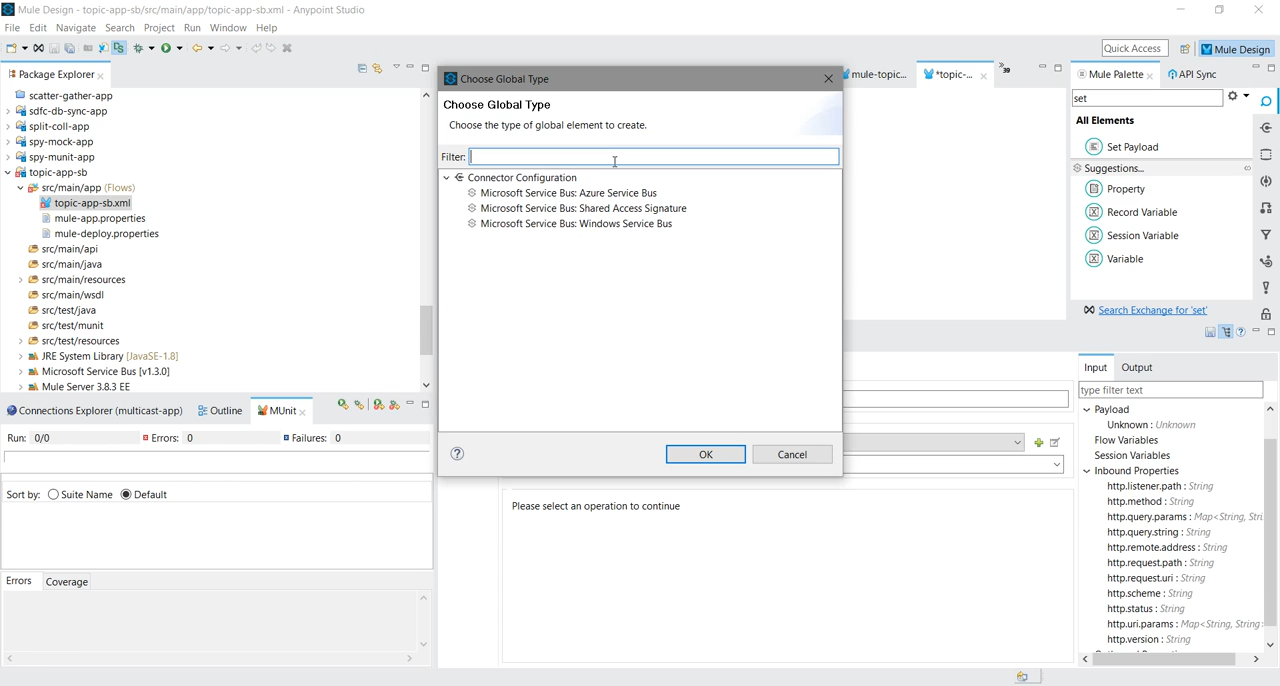 Mule Design - topic-app-sb/src/main/app/topic-app-sb.xml - Anypoint Studio
File Edit Navigate Search Project Run Window Help
Quick Access
Mule Design
Package Explorer
scatter-gather-app
sdfc-db-sync-app
split-coll-app
spy-mock-app
spy-munit-app
topic-app-sb
src/main/app (Flows)
topic-app-sb.xml
mule-app.properties
mule-deploy.properties
src/main/api
src/main/java
src/main/resources
src/main/wsdl
src/test/java
src/test/munit
src/test/resources
JRE System Library [JavaSE-1.8]
Microsoft Service Bus [v1.3.0]
Mule Server 3.8.3 EE
Connections Explorer (multicast-app)
Outline
MUnit
Run: 0/0
Errors: 0
Failures: 0
Sort by: Suite Name Default
Errors Coverage
Choose Global Type
Choose Global Type
Choose the type of global element to create.
Filter:
Connector Configuration
Microsoft Service Bus: Azure Service Bus
Microsoft Service Bus: Shared Access Signature
Microsoft Service Bus: Windows Service Bus
OK Cancel
mule-topic...
*topic-...
39
Please select an operation to continue
Mule Palette
API Sync
set
All Elements
Set Payload
Suggestions...
Property
Record Variable
Session Variable
Variable
Search Exchange for 'set'
Input Output
type filter text
Payload
Unknown : Unknown
Flow Variables
Session Variables
Inbound Properties
http.listener.path : String
http.method : String
http.query.params : Map<String, Stri
http.query.string : String
http.remote.address : String
http.request.path : String
http.request.uri : String
http.scheme : String
http.status : String
http.uri.params : Map<String, String>
http.version : String